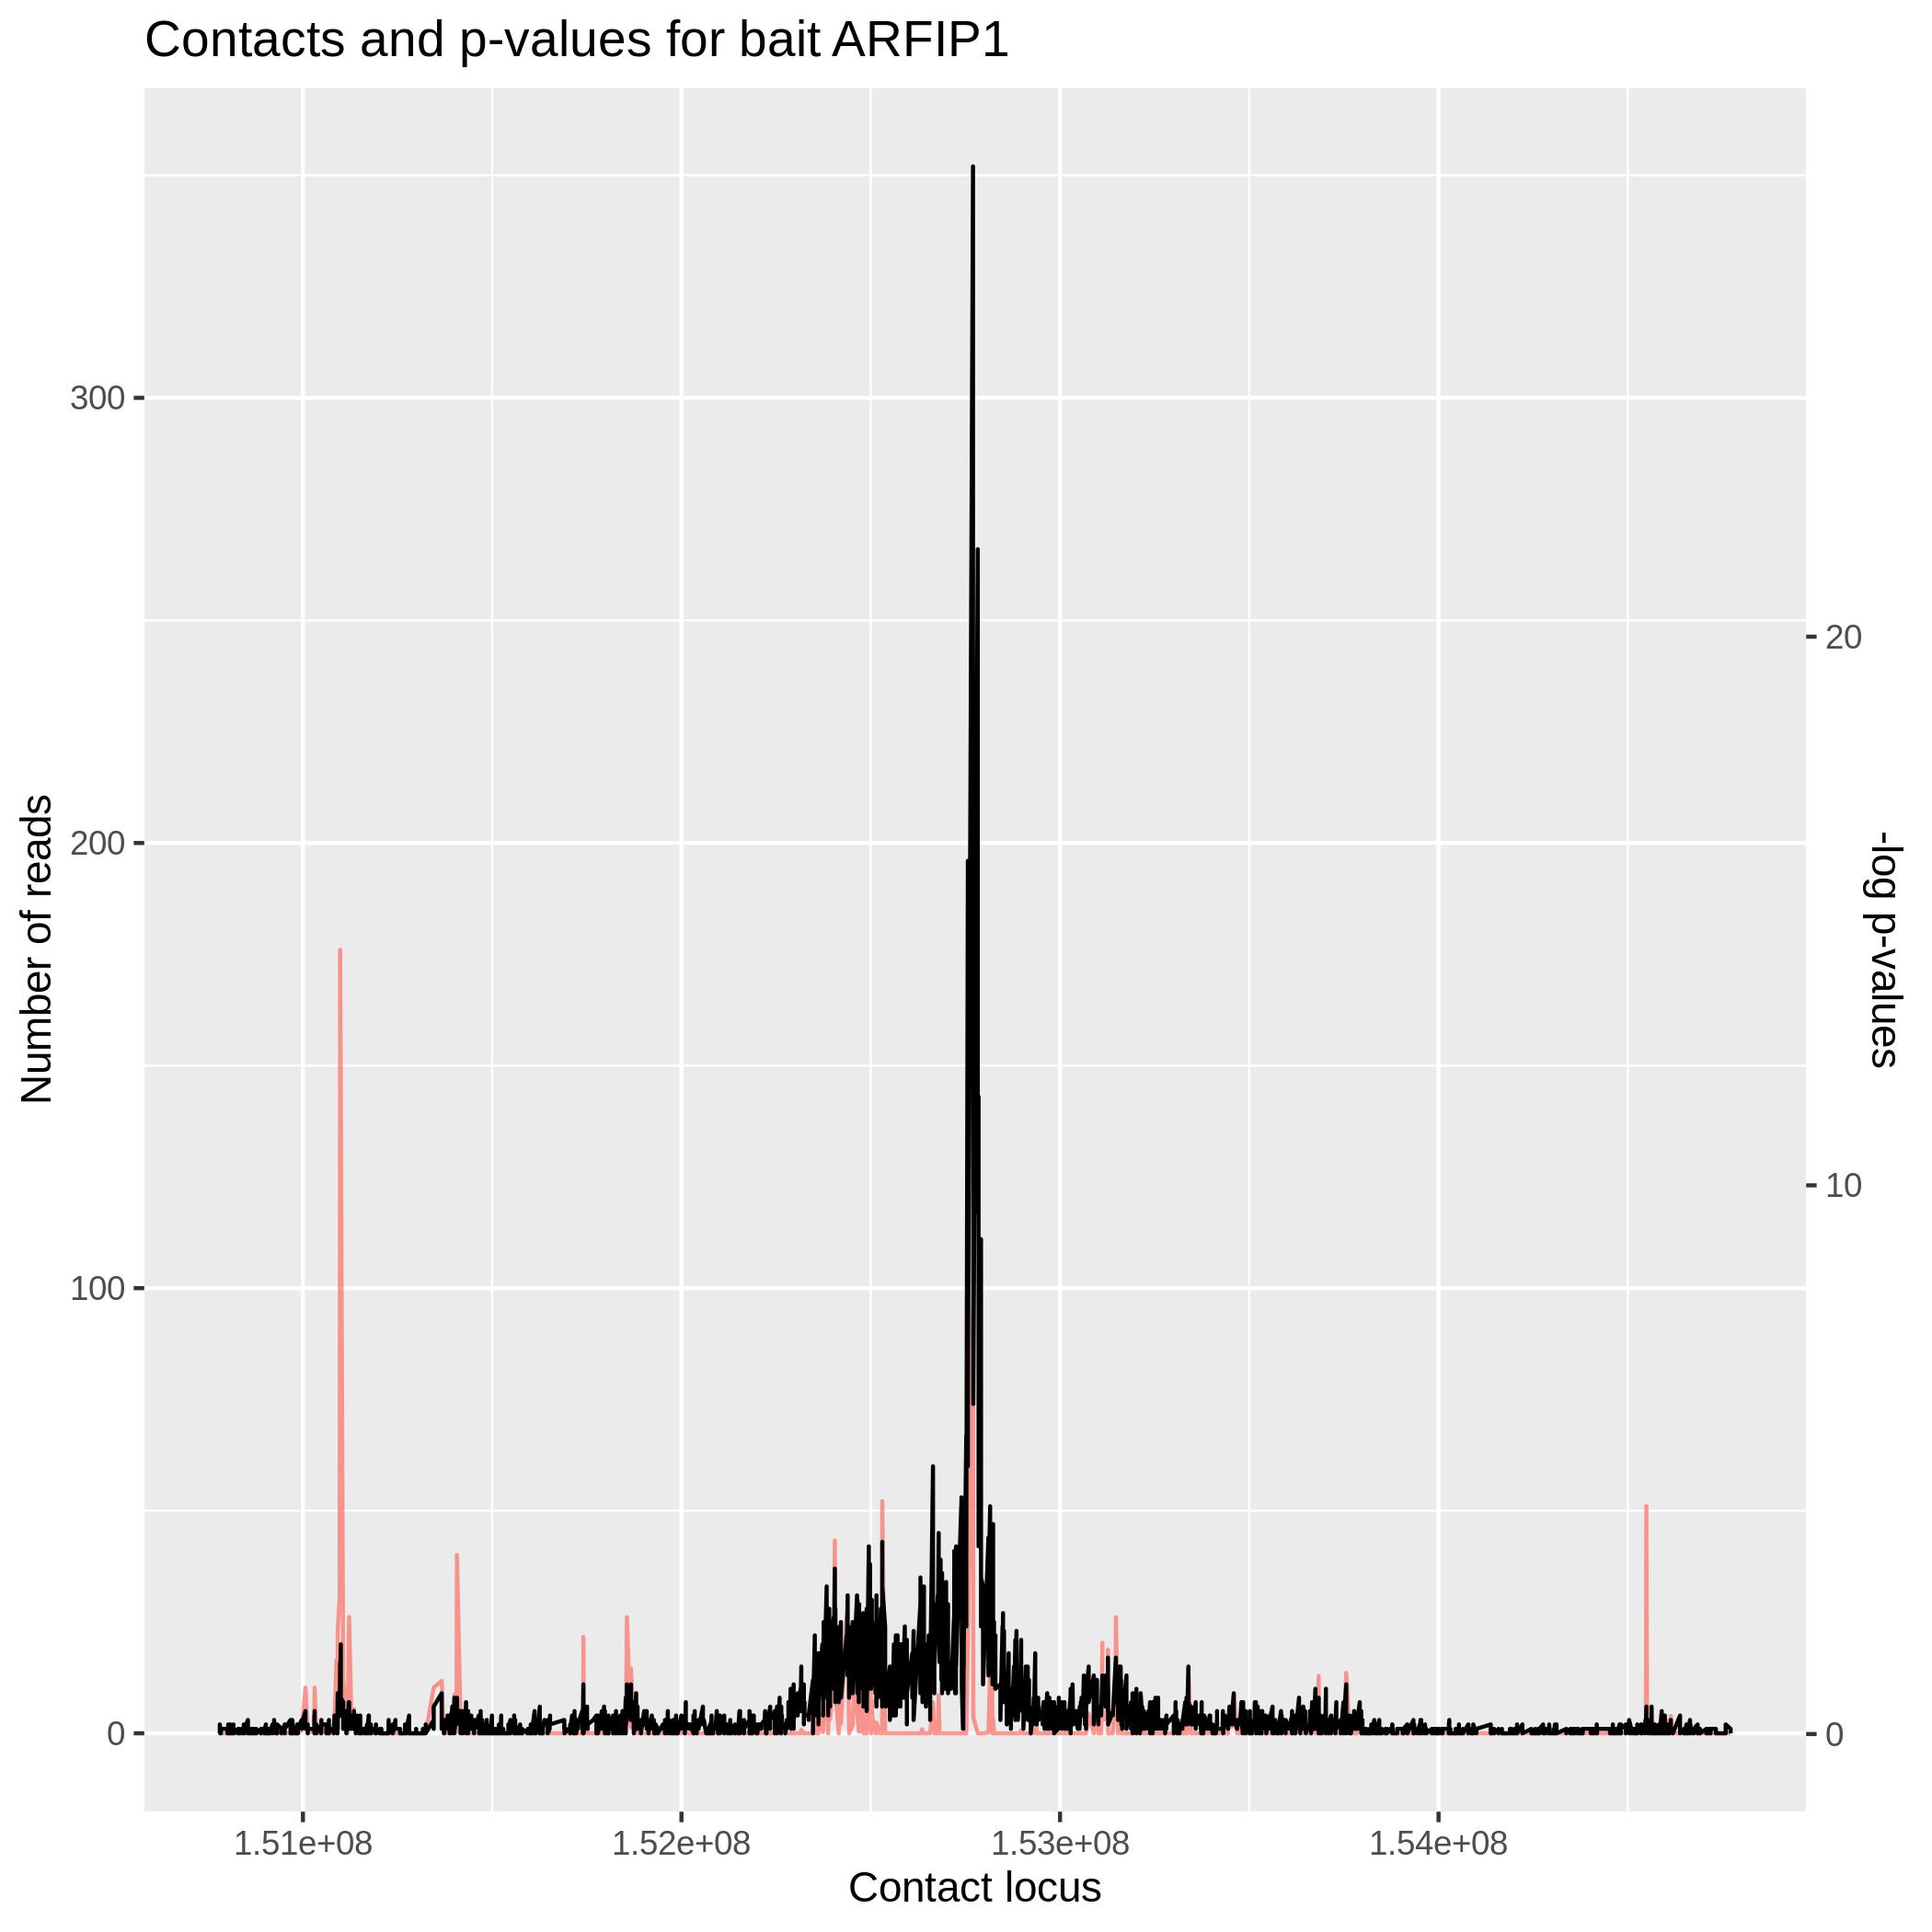 Contacts and p-values for bait ARFIP1
Number of reads
300
200
100
0
20
10
0
-log p-values
1.51e+08
1.52e+08
1.53e+08
1.54e+08
Contact locus